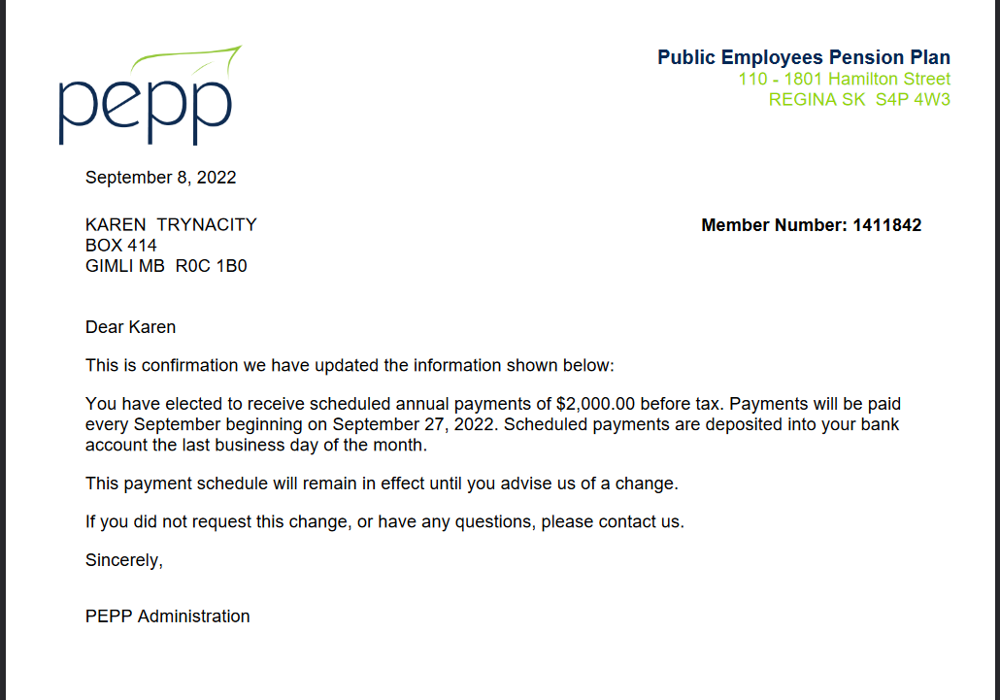 pepp
Public Employees Pension Plan
110 - 1801 Hamilton Street
REGINA SK  S4P 4W3
September 8, 2022
KAREN  TRYNACITY
Member Number: 1411842
BOX 414
GIMLI MB  R0C 1B0
Dear Karen
This is confirmation we have updated the information shown below:
You have elected to receive scheduled annual payments of $2,000.00 before tax. Payments will be paid
every September beginning on September 27, 2022. Scheduled payments are deposited into your bank
account the last business day of the month.
This payment schedule will remain in effect until you advise us of a change.
If you did not request this change, or have any questions, please contact us.
Sincerely,
PEPP Administration